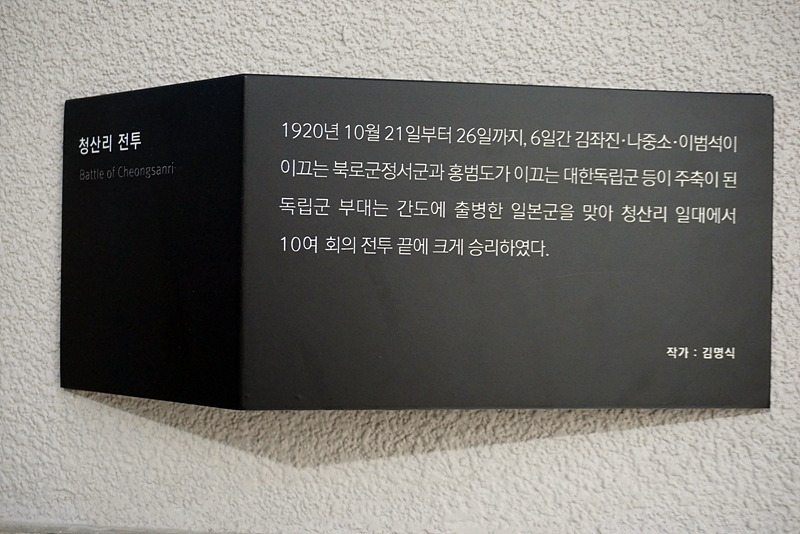 청산리 전투
Battle of Cheongsanri
1920년 10월 21일부터 26일까지, 6일간 김좌진·나중소·이범석이
이끄는 북로군정서군과 홍범도가 이끄는 대한독립군 등이 주축이 된
독립군 부대는 간도에 출병한 일본군을 맞아 청산리 일대에서
10여 회의 전투 끝에 크게 승리하였다.
작가 : 김명식